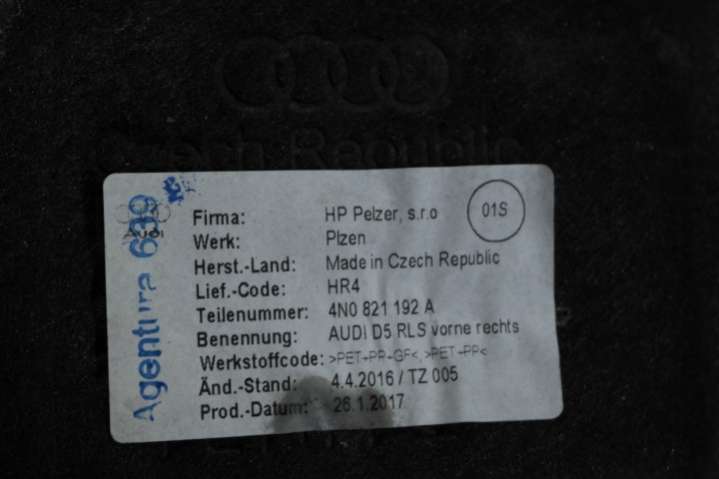 Czech Republic
Agentura 639
Audi
01S
Firma: HP Pelzer, s.r.o
Werk: Plzen
Herst.-Land: Made in Czech Republic
Lief.-Code: HR4
Teilenummer: 4N0 821 192 A
Benennung: AUDI D5 RLS vorne rechts
Werkstoffcode: >PET+PP-GF<, >PET+PP<
Änd.-Stand: 4.4.2016 / TZ 005
Prod.-Datum: 26.1.2017